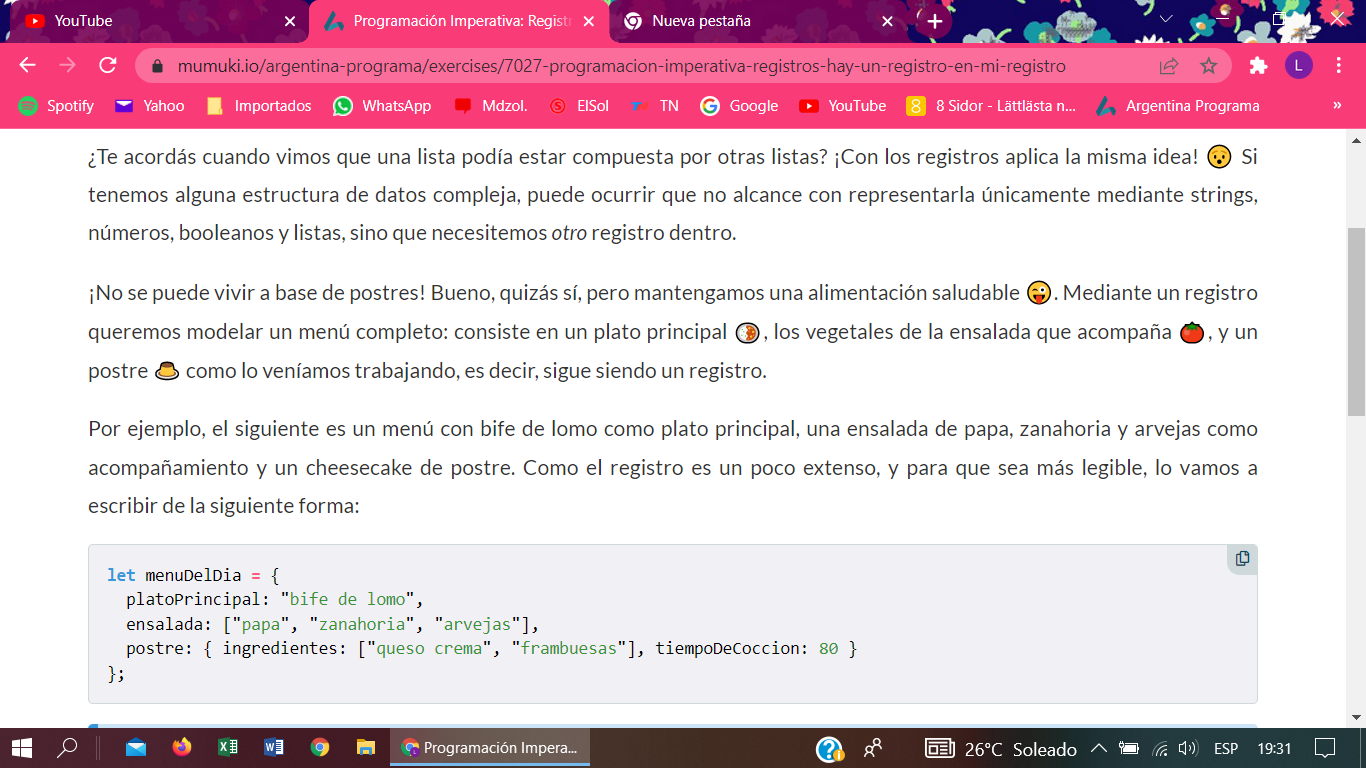 YouTube
Programación Imperativa: Registr
Nueva pestaña
mumuki.io/argentina-programa/exercises/7027-programacion-imperativa-registros-hay-un-registro-en-mi-registro
L
Spotify Yahoo Importados WhatsApp Mdzol. ElSol TN Google YouTube 8 Sidor - Lättlästa n... Argentina Programa »
¿Te acordás cuando vimos que una lista podía estar compuesta por otras listas? ¡Con los registros aplica la misma idea! 😯 Si
tenemos alguna estructura de datos compleja, puede ocurrir que no alcance con representarla únicamente mediante strings,
números, booleanos y listas, sino que necesitemos otro registro dentro.
¡No se puede vivir a base de postres! Bueno, quizás sí, pero mantengamos una alimentación saludable 😜. Mediante un registro
queremos modelar un menú completo: consiste en un plato principal 🍛, los vegetales de la ensalada que acompaña 🍅, y un
postre 🍮 como lo veníamos trabajando, es decir, sigue siendo un registro.
Por ejemplo, el siguiente es un menú con bife de lomo como plato principal, una ensalada de papa, zanahoria y arvejas como
acompañamiento y un cheesecake de postre. Como el registro es un poco extenso, y para que sea más legible, lo vamos a
escribir de la siguiente forma:
let menuDelDia = {
platoPrincipal: "bife de lomo",
ensalada: ["papa", "zanahoria", "arvejas"],
postre: { ingredientes: ["queso crema", "frambuesas"], tiempoDeCoccion: 80 }
};
Programación Impera...
26°C Soleado
ESP
19:31